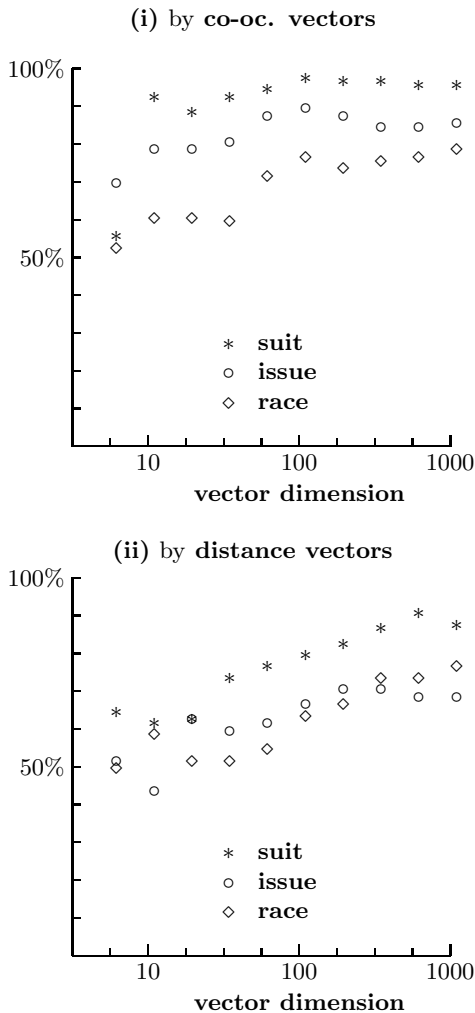 (i) by co-oc. vectors
100%
50%
* suit
○ issue
◇ race
10 100 1000
vector dimension
(ii) by distance vectors
100%
50%
* suit
○ issue
◇ race
10 100 1000
vector dimension